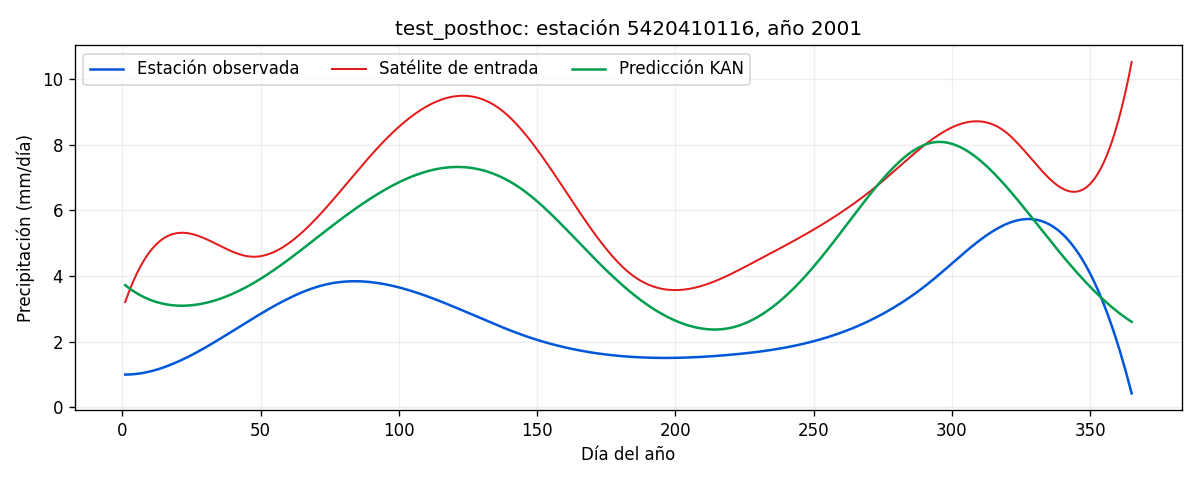 test_posthoc: estación 5420410116, año 2001
Estación observada Satélite de entrada Predicción KAN
Precipitación (mm/día)
10
8
6
4
2
0
0 50 100 150 200 250 300 350
Día del año